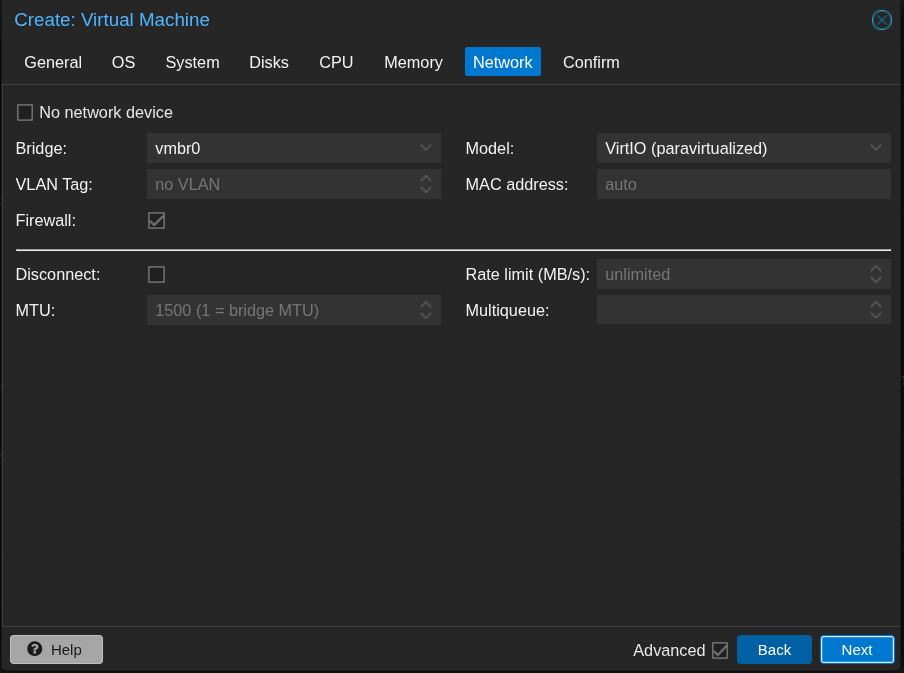 Create: Virtual Machine
General OS System Disks CPU Memory Network Confirm
No network device
Bridge: vmbr0 Model: VirtIO (paravirtualized)
VLAN Tag: no VLAN MAC address: auto
Firewall:
Disconnect: Rate limit (MB/s): unlimited
MTU: 1500 (1 = bridge MTU) Multiqueue:
? Help Advanced Back Next